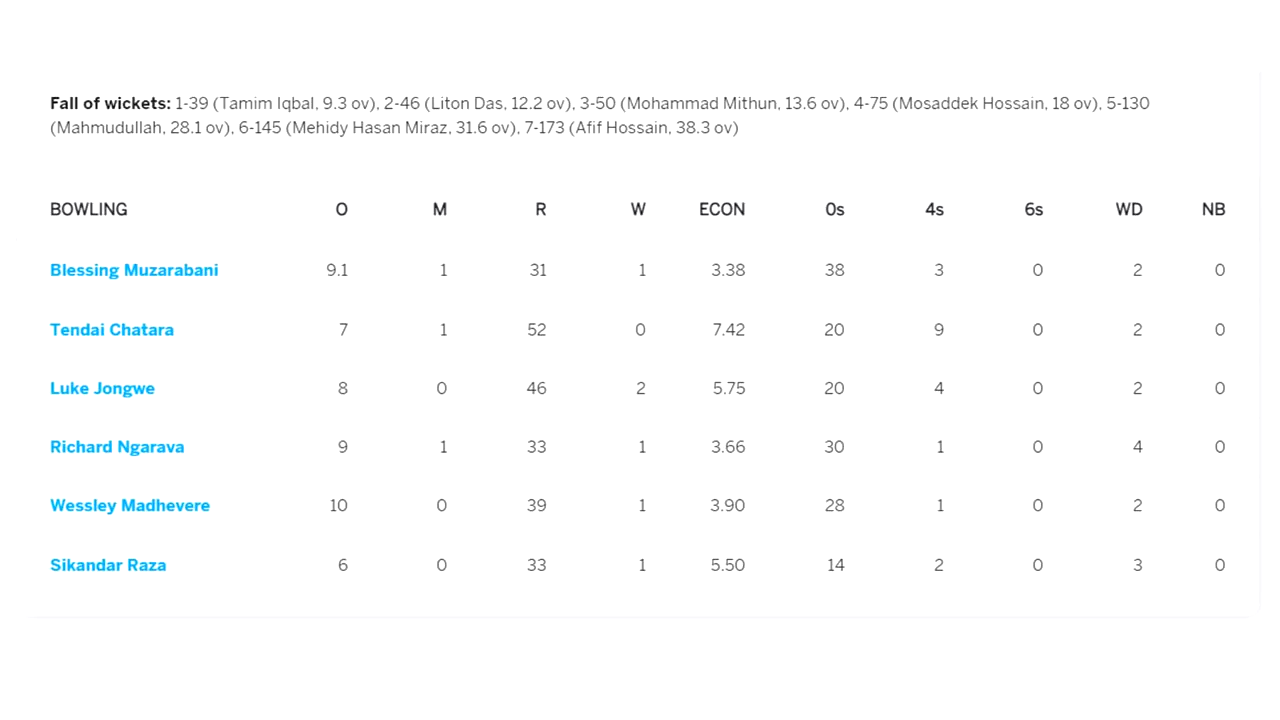 Fall of wickets: 1-39 (Tamim Iqbal, 9.3 ov), 2-46 (Liton Das, 12.2 ov), 3-50 (Mohammad Mithun, 13.6 ov), 4-75 (Mosaddek Hossain, 18 ov), 5-130
(Mahmudullah, 28.1 ov), 6-145 (Mehidy Hasan Miraz, 31.6 ov), 7-173 (Afif Hossain, 38.3 ov)
BOWLING O M R W ECON 0s 4s 6s WD NB
Blessing Muzarabani 9.1 1 31 1 3.38 38 3 0 2 0
Tendai Chatara 7 1 52 0 7.42 20 9 0 2 0
Luke Jongwe 8 0 46 2 5.75 20 4 0 2 0
Richard Ngarava 9 1 33 1 3.66 30 1 0 4 0
Wessley Madhevere 10 0 39 1 3.90 28 1 0 2 0
Sikandar Raza 6 0 33 1 5.50 14 2 0 3 0